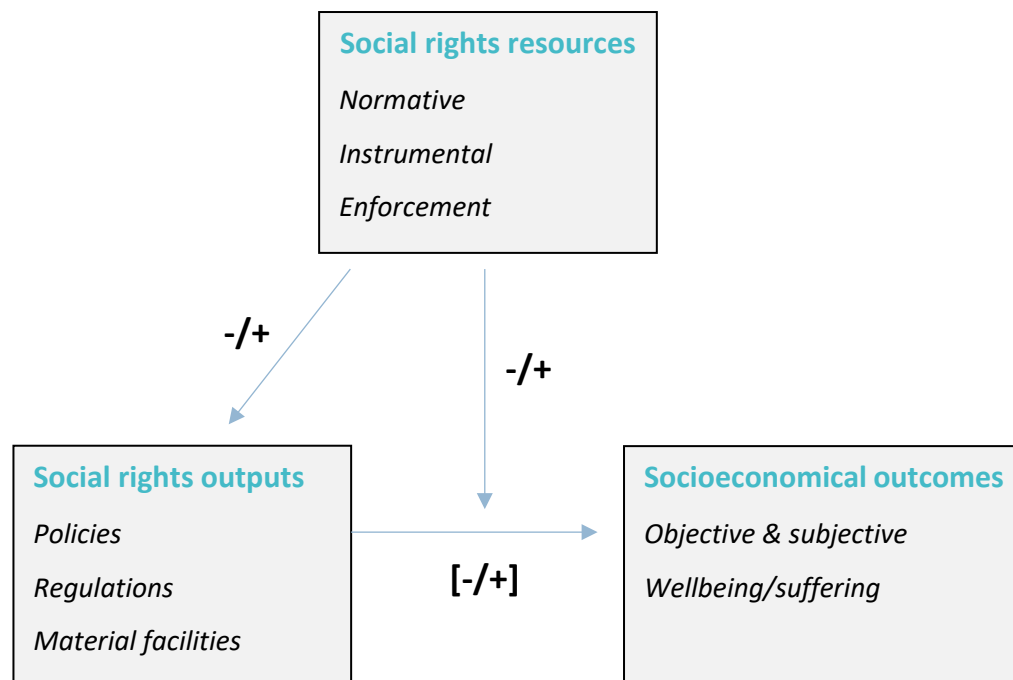 Social rights resources
Normative
Instrumental
Enforcement
-/+
-/+
Social rights outputs
Policies
Regulations
Material facilities
[-/+]
Socioeconomical outcomes
Objective & subjective
Wellbeing/suffering